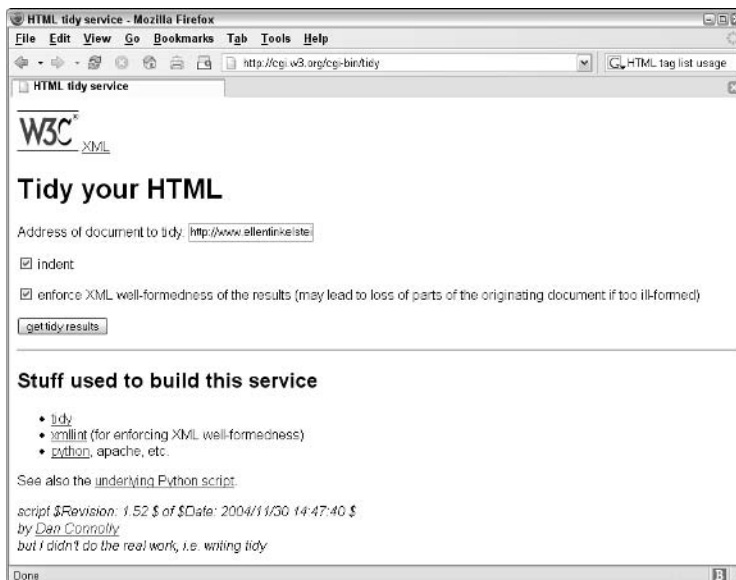 HTML tidy service - Mozilla Firefox
File Edit View Go Bookmarks Tab Tools Help
http://cgi.w3.org/cgi-bin/tidy
HTML tag list usage
HTML tidy service
W3C® XML
Tidy your HTML
Address of document to tidy: http://www.ellenfinkelstei
indent
enforce XML well-formedness of the results (may lead to loss of parts of the originating document if too ill-formed)
get tidy results
Stuff used to build this service
• tidy
• xmllint (for enforcing XML well-formedness)
• python, apache, etc.
See also the underlying Python script.
script $Revision: 1.52 $ of $Date: 2004/11/30 14:47:40 $
by Dan Connolly
but I didn't do the real work, i.e. writing tidy
Done